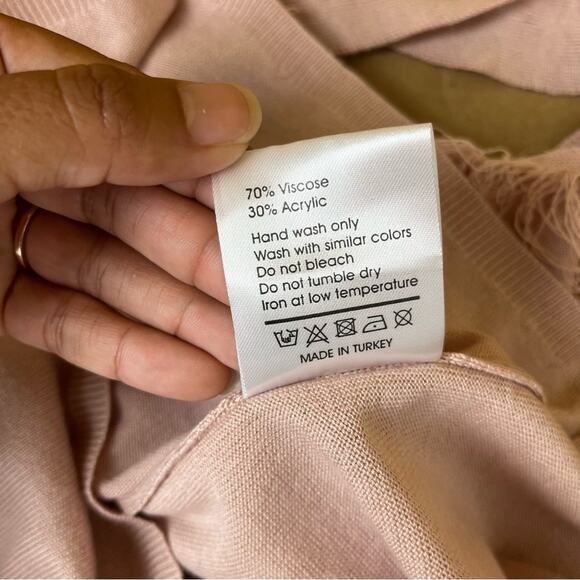 70% Viscose
30% Acrylic
Hand wash only
Wash with similar colors
Do not bleach
Do not tumble dry
Iron at low temperature
MADE IN TURKEY